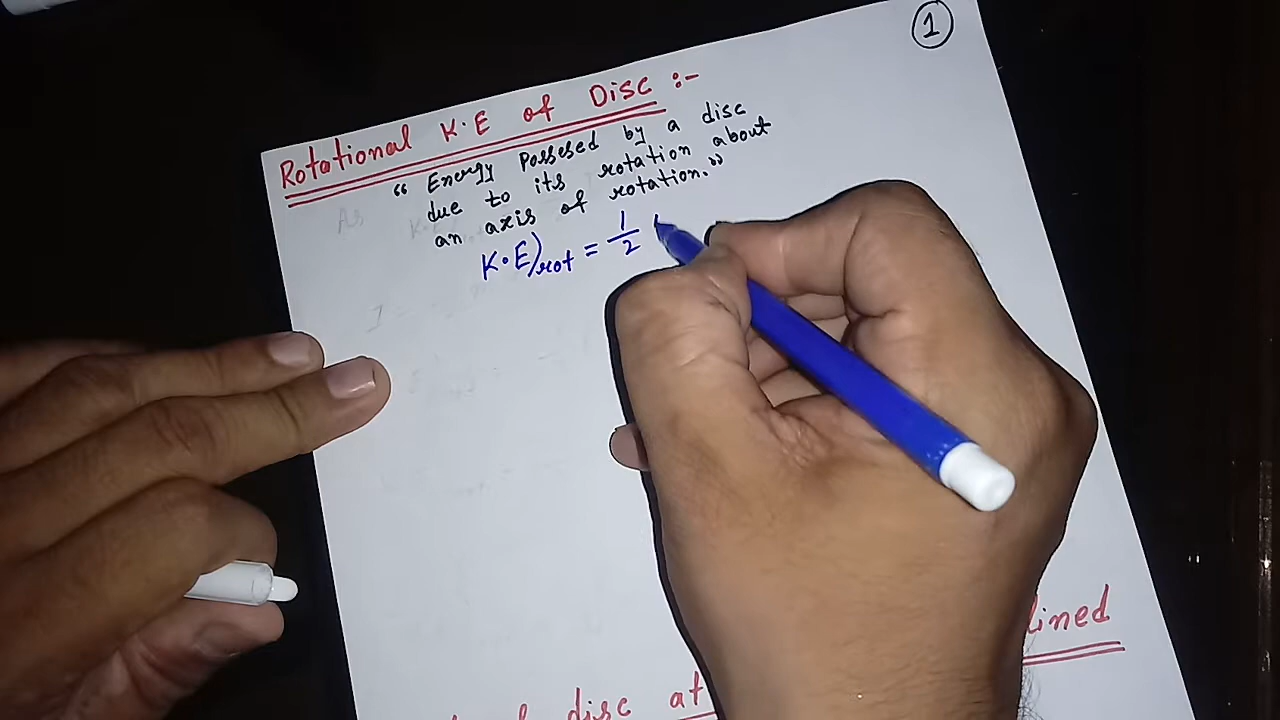 1
Rotational K.E of Disc :-
“ Energy Possesed by a disc
due to its rotation about
an axis of rotation.”
K.E)rot = 1/2
lined
disc at